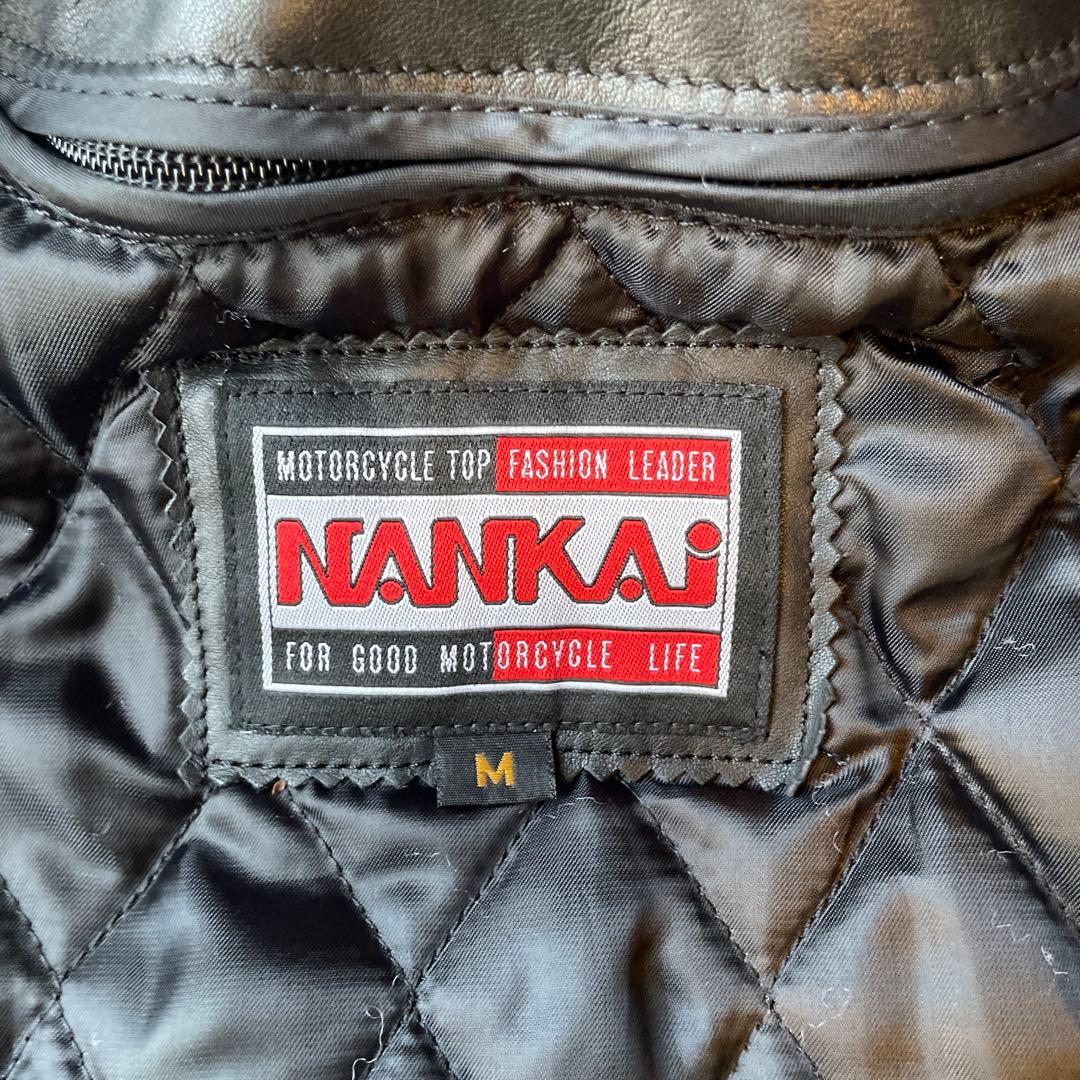 MOTORCYCLE TOP FASHION LEADER
NANKAi
FOR GOOD MOTORCYCLE LIFE
M